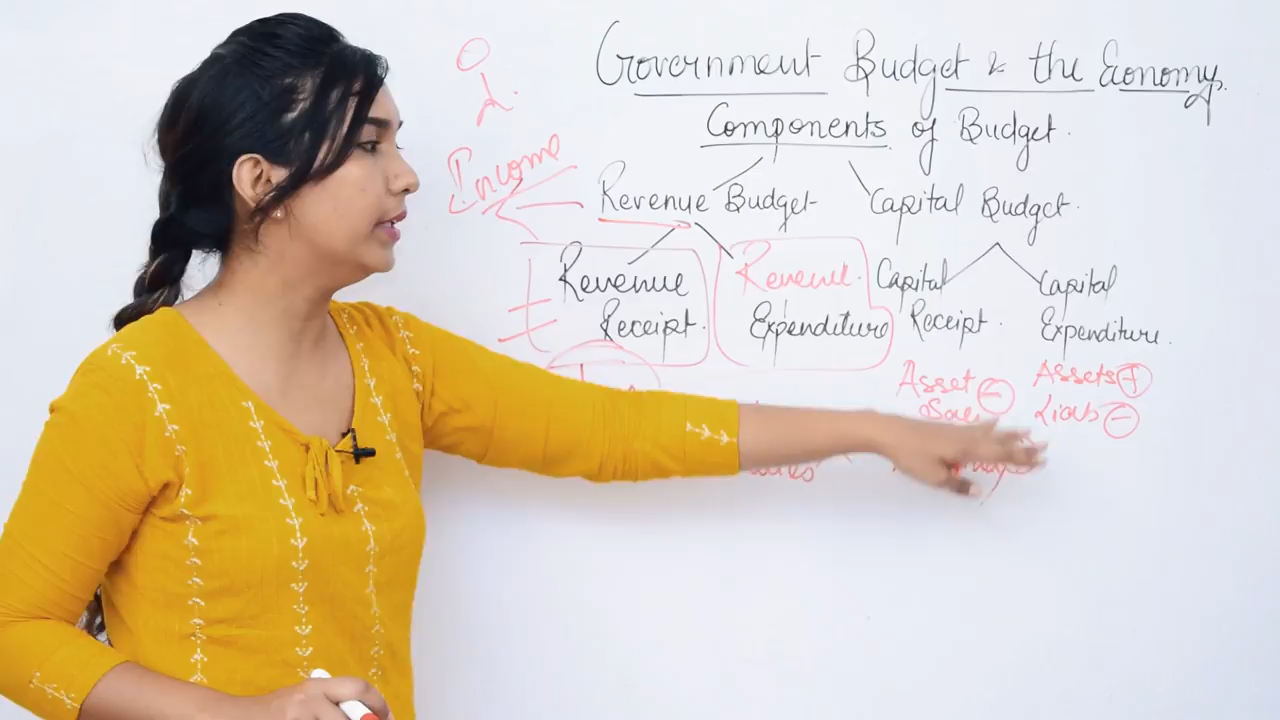 Government Budget & the Economy.
Components of Budget.
Income
Revenue Budget
Capital Budget.
Revenue Receipt.
Revenue. Expenditure
Capital Receipt.
Capital Expenditure.
Asset ⊖
Assets ⊕
Liab ⊖